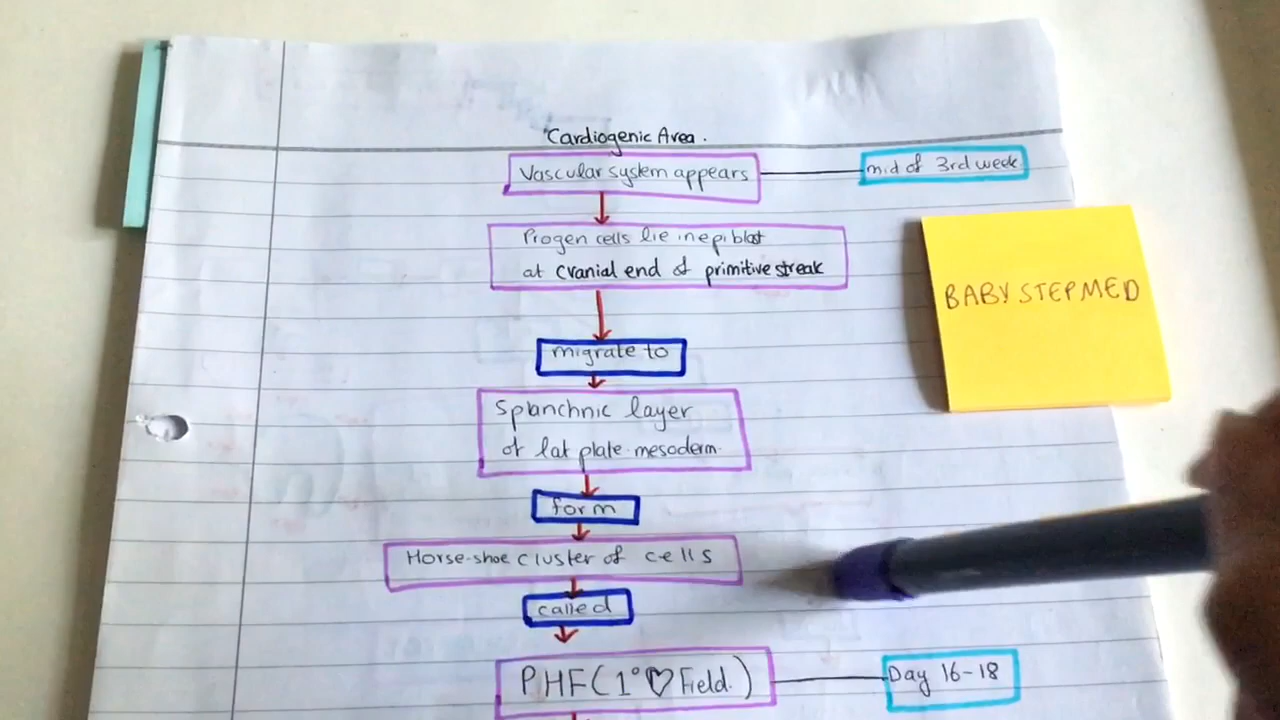 Cardiogenic Area.
Vascular system appears
mid of 3rd week
Progen cells lie in epiblast
at cranial end of primitive streak
BABY STEP MED
migrate to
Splanchnic layer
of lat plate mesoderm.
form
Horse-shoe cluster of cells
called
PHF (1° ♡ Field.)
Day 16-18